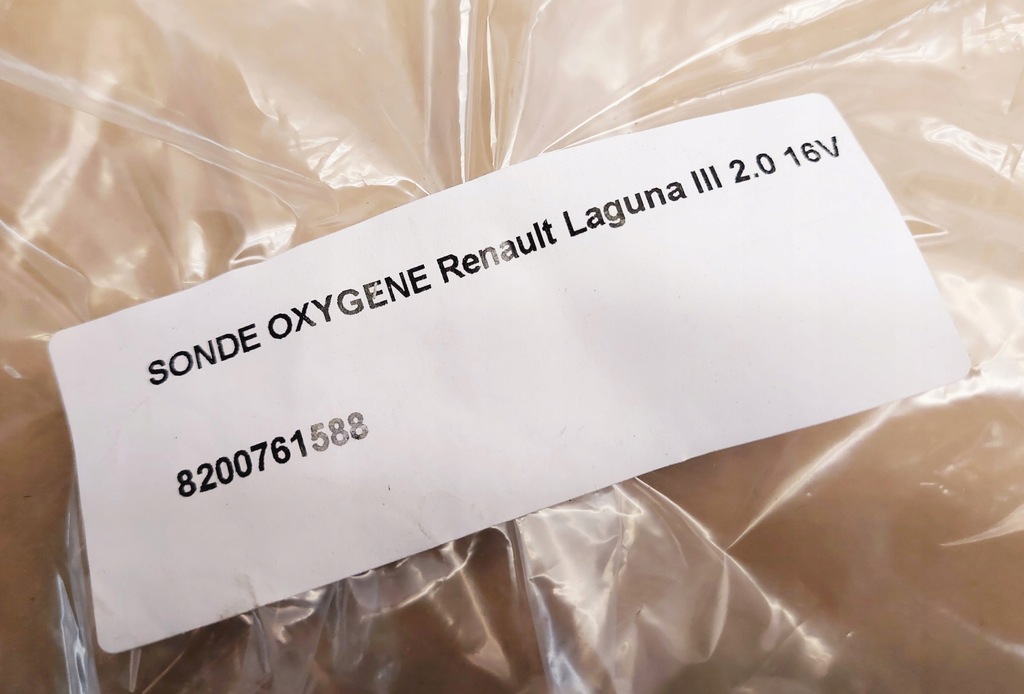 SONDE OXYGENE Renault Laguna III 2.0 16V
8200761588